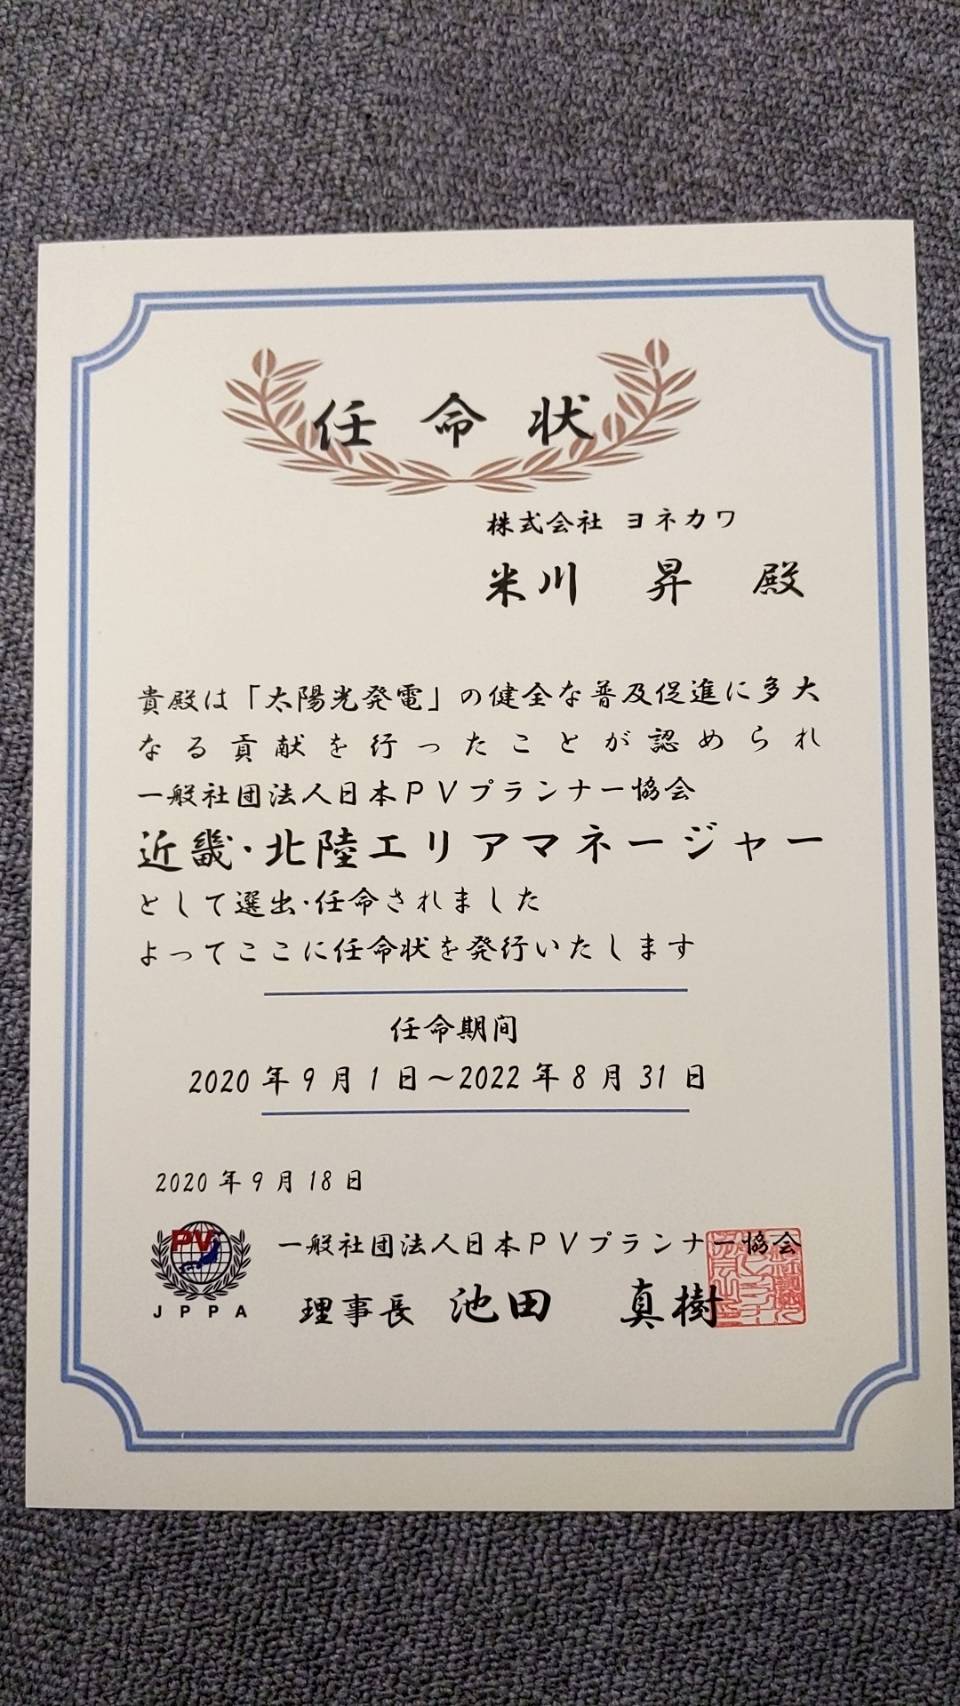 任命状
株式会社 ヨネカワ
米川 昇 殿
貴殿は「太陽光発電」の健全な普及促進に多大
なる貢献を行ったことが認められ
一般社団法人日本ＰＶプランナー協会
近畿・北陸エリアマネージャー
として選出・任命されました
よってここに任命状を発行いたします
任命期間
2020年9月1日～2022年8月31日
2020年9月18日
PV
JPPA
一般社団法人日本ＰＶプランナー協会
理事長 池田 真樹